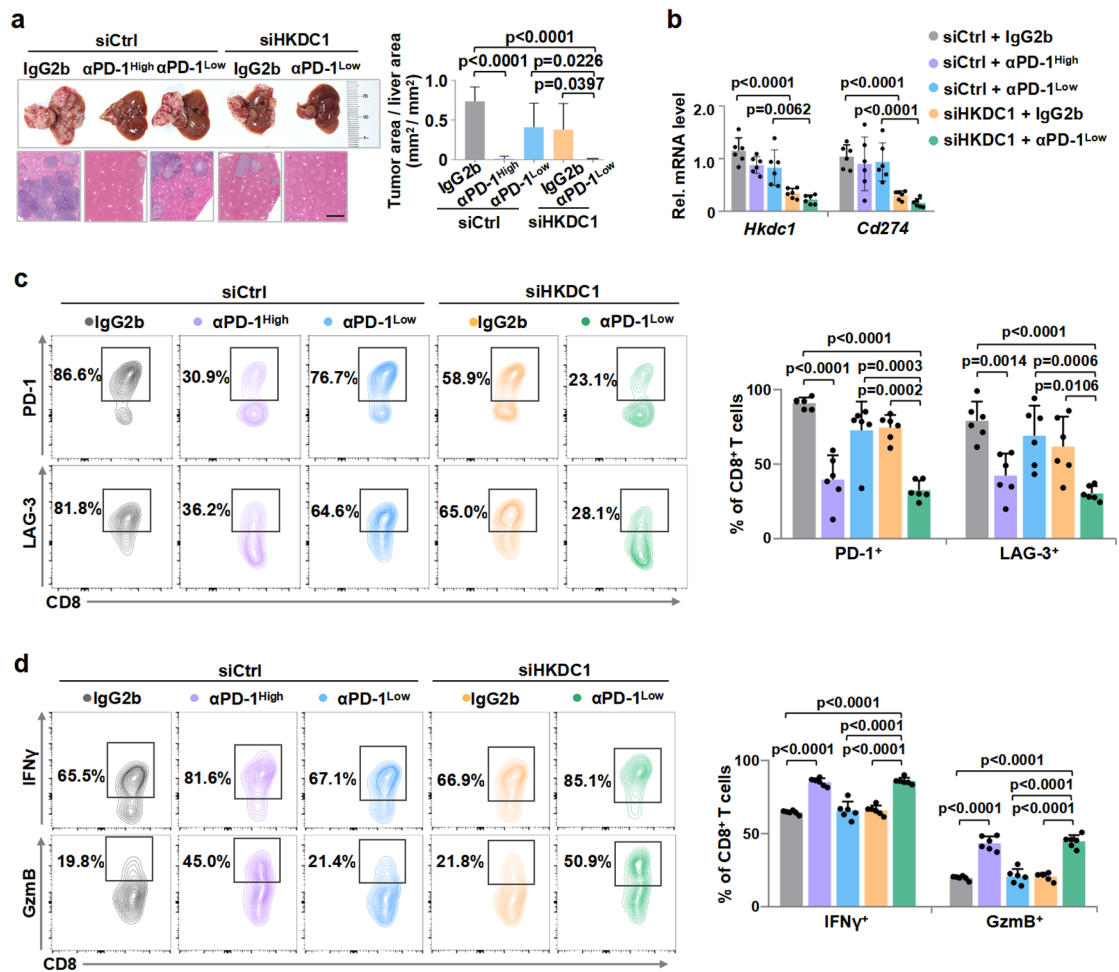 a
siCtrl
siHKDC1
IgG2b
αPD-1High
αPD-1Low
IgG2b
αPD-1Low
9
8
7
p<0.0001
p<0.0001
p=0.0226
p=0.0397
Tumor area / liver area
(mm2 / mm2)
1.0
0.5
0
IgG2b
αPD-1High
αPD-1Low
IgG2b
αPD-1Low
siCtrl
siHKDC1
b
siCtrl + IgG2b
siCtrl + αPD-1High
siCtrl + αPD-1Low
siHKDC1 + IgG2b
siHKDC1 + αPD-1Low
p<0.0001
p=0.0062
p<0.0001
p<0.0001
Rel. mRNA level
2.0
1.0
0
Hkdc1
Cd274
c
siCtrl
siHKDC1
IgG2b
αPD-1High
αPD-1Low
IgG2b
αPD-1Low
PD-1
86.6%
30.9%
76.7%
58.9%
23.1%
LAG-3
81.8%
36.2%
64.6%
65.0%
28.1%
CD8
p<0.0001
p<0.0001
p=0.0003
p=0.0002
p<0.0001
p=0.0014
p=0.0006
p=0.0106
% of CD8+ T cells
100
50
0
PD-1+
LAG-3+
d
siCtrl
siHKDC1
IgG2b
αPD-1High
αPD-1Low
IgG2b
αPD-1Low
IFNγ
65.5%
81.6%
67.1%
66.9%
85.1%
GzmB
19.8%
45.0%
21.4%
21.8%
50.9%
CD8
p<0.0001
p<0.0001
p<0.0001
p<0.0001
p<0.0001
p<0.0001
p<0.0001
p<0.0001
% of CD8+ T cells
100
50
0
IFNγ+
GzmB+